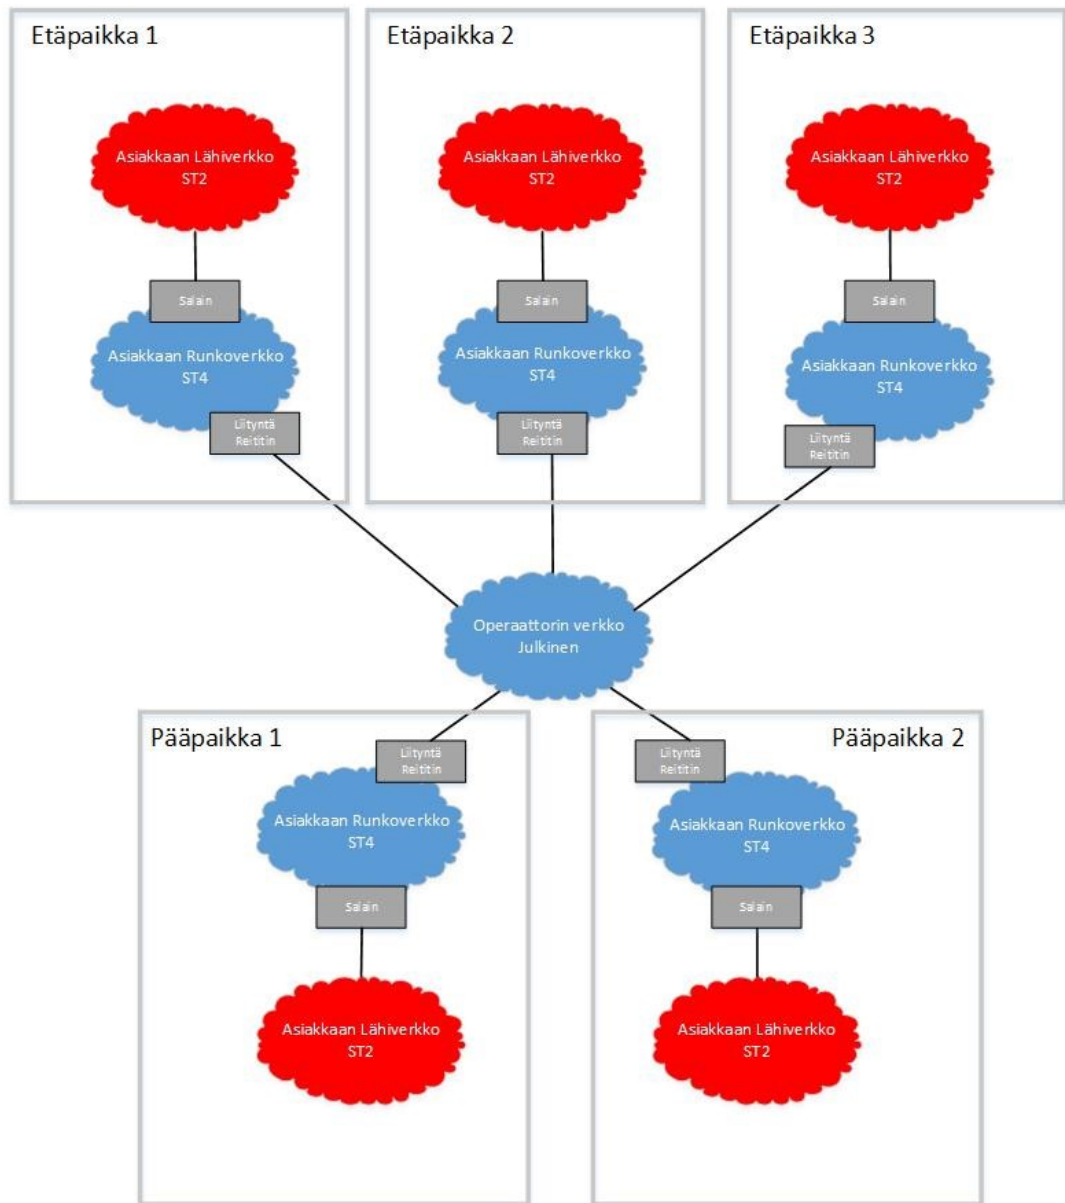 Etäpaikka 1
Etäpaikka 2
Etäpaikka 3
Asiakkaan Lähiverkko
ST2
Asiakkaan Lähiverkko
ST2
Asiakkaan Lähiverkko
ST2
Salain
Salain
Salain
Asiakkaan Runkoverkko
ST4
Asiakkaan Runkoverkko
ST4
Asiakkaan Runkoverkko
ST4
Liityntä
Reititin
Liityntä
Reititin
Liityntä
Reititin
Operaattorin verkko
Julkinen
Pääpaikka 1
Pääpaikka 2
Liityntä
Reititin
Liityntä
Reititin
Asiakkaan Runkoverkko
ST4
Asiakkaan Runkoverkko
ST4
Salain
Salain
Asiakkaan Lähiverkko
ST2
Asiakkaan Lähiverkko
ST2